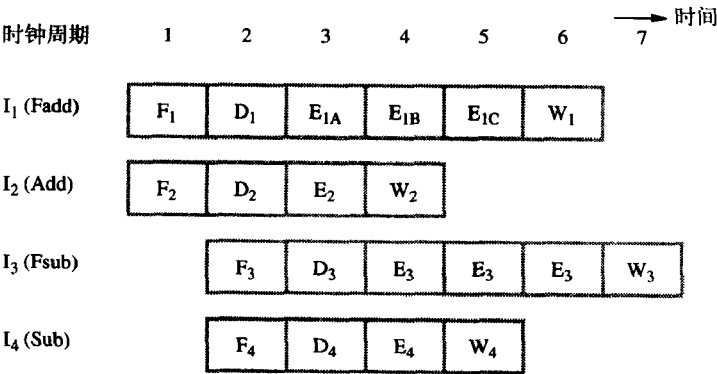 时间
时钟周期 1 2 3 4 5 6 7
I₁ (Fadd) F₁ D₁ E₁A E₁B E₁C W₁
I₂ (Add) F₂ D₂ E₂ W₂
I₃ (Fsub) F₃ D₃ E₃ E₃ E₃ W₃
I₄ (Sub) F₄ D₄ E₄ W₄